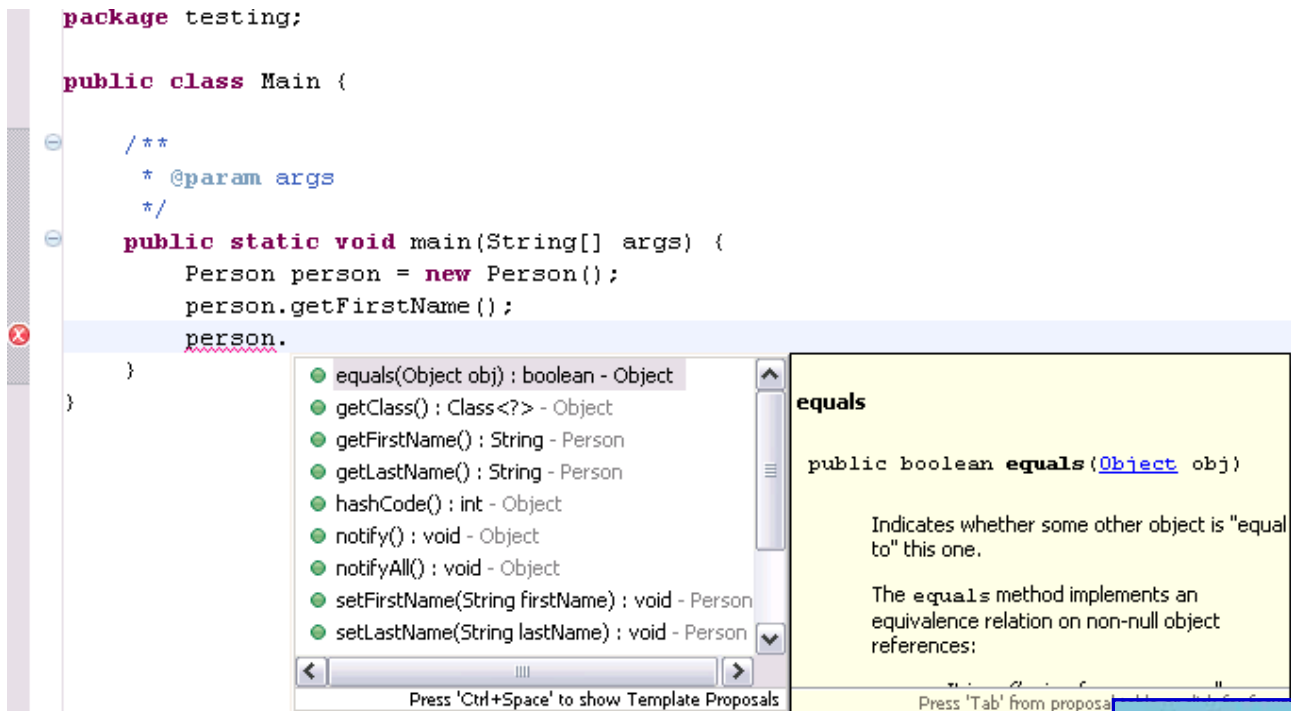 package testing;
public class Main {
/**
* @param args
*/
public static void main(String[] args) {
Person person = new Person();
person.getFirstName();
person.
}
}
equals(Object obj) : boolean - Object
getClass() : Class<?> - Object
getFirstName() : String - Person
getLastName() : String - Person
hashCode() : int - Object
notify() : void - Object
notifyAll() : void - Object
setFirstName(String firstName) : void - Person
setLastName(String lastName) : void - Person
Press 'Ctrl+Space' to show Template Proposals
equals
public boolean equals(Object obj)
Indicates whether some other object is "equal
to" this one.
The equals method implements an
equivalence relation on non-null object
references:
Press 'Tab' from